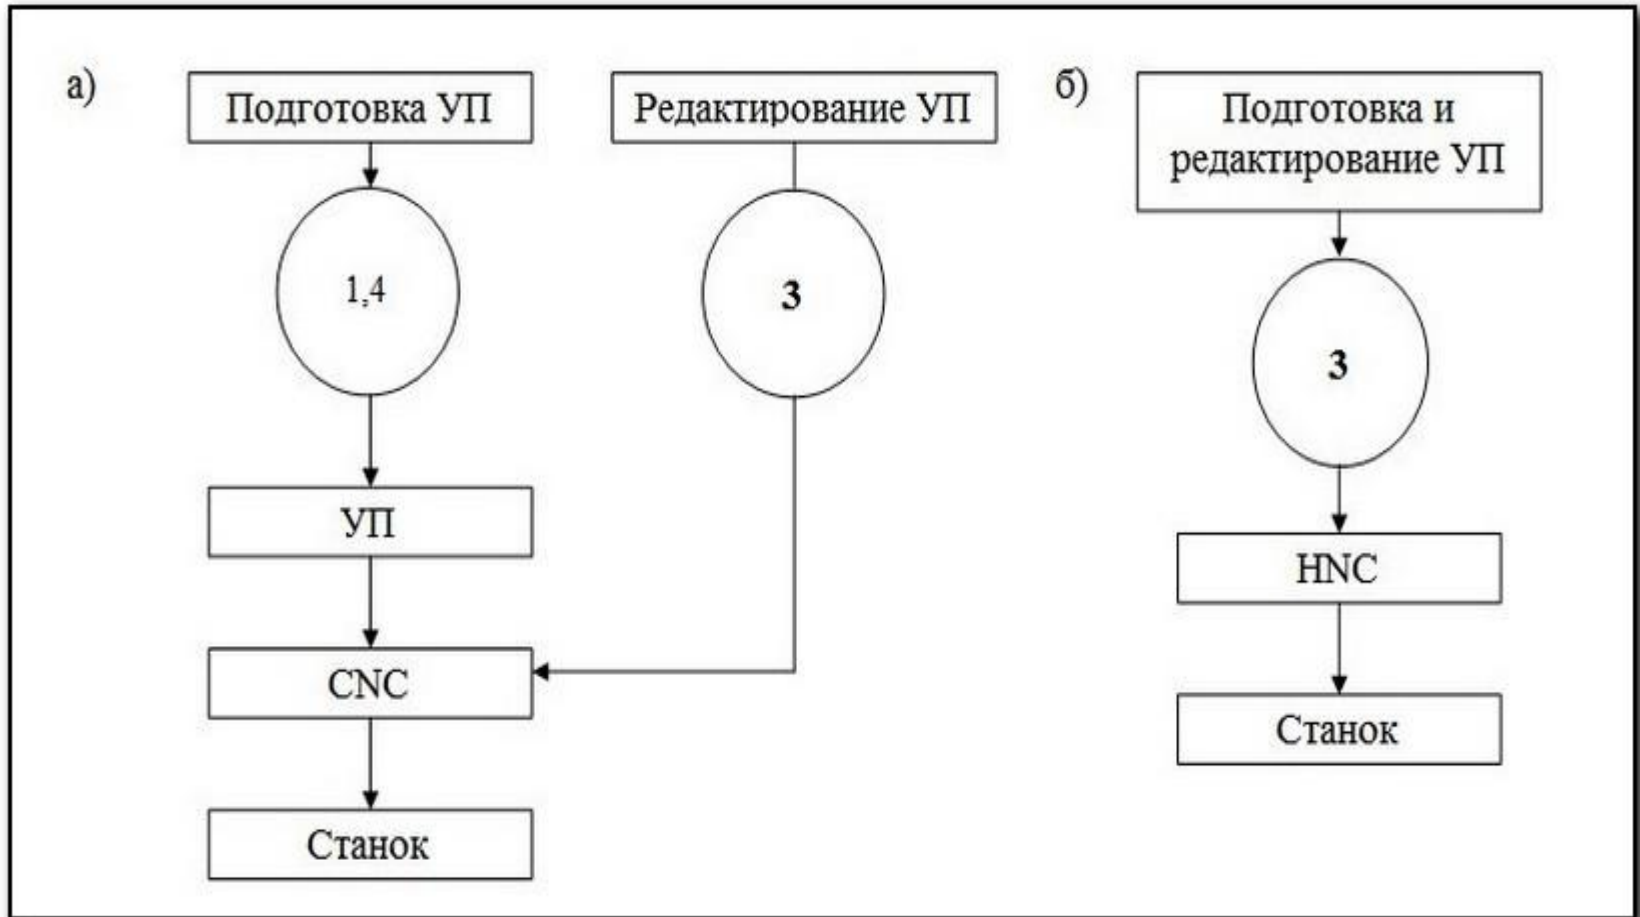 а)
Подготовка УП
Редактирование УП
1,4
3
УП
CNC
Станок
б)
Подготовка и
редактирование УП
3
HNC
Станок